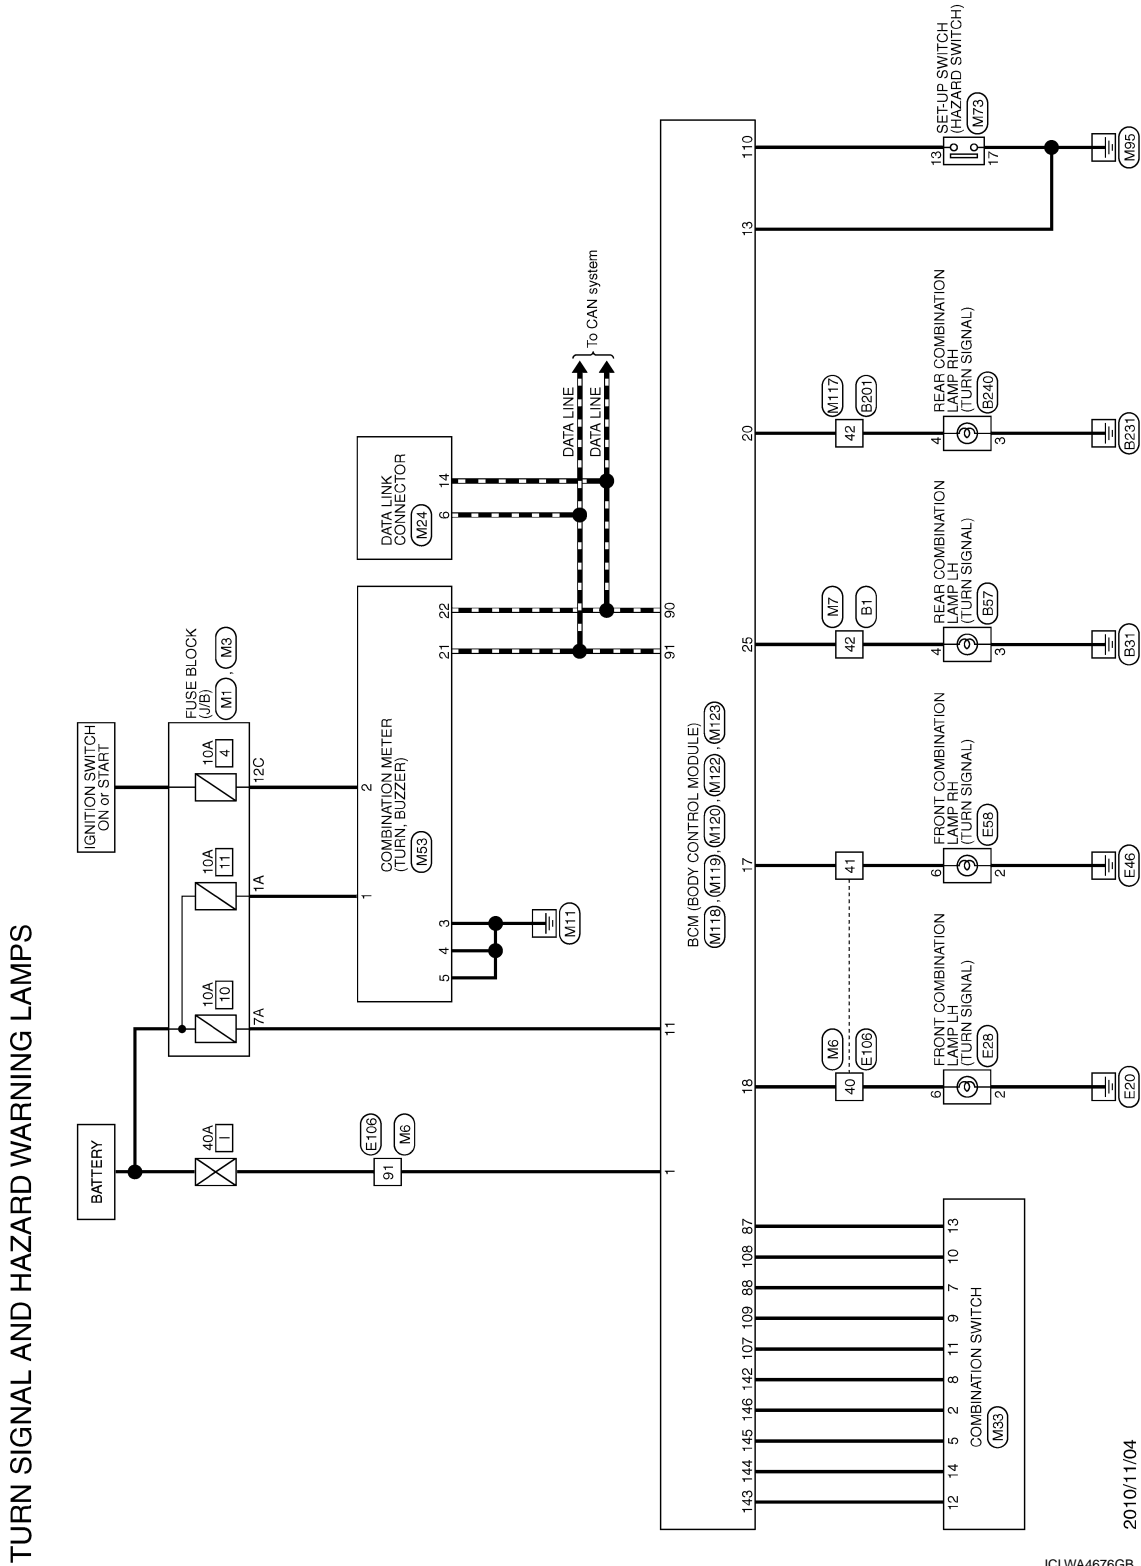 TURN SIGNAL AND HAZARD WARNING LAMPS
BATTERY
IGNITION SWITCH
ON or START
40A
I
10A
10
10A
11
10A
4
FUSE BLOCK
(J/B)
M1 , M3
7A
1A
12C
E106
91
M6
1
2
COMBINATION METER
(TURN, BUZZER)
M53
5
4
3
21
22
M11
DATA LINK
CONNECTOR
M24
6
14
DATA LINE
DATA LINE
To CAN system
1
11
91
90
BCM (BODY CONTROL MODULE)
M118 , M119 , M120 , M122 , M123
143
144
145
146
142
107
109
88
108
87
18
17
25
20
13
110
12
14
5
2
8
11
9
7
10
13
COMBINATION SWITCH
M33
M6
40
E106
41
M7
42
B1
M117
42
B201
6
FRONT COMBINATION
LAMP LH
(TURN SIGNAL)
E28
2
E20
6
FRONT COMBINATION
LAMP RH
(TURN SIGNAL)
E58
2
E46
4
REAR COMBINATION
LAMP LH
(TURN SIGNAL)
B57
3
B31
4
REAR COMBINATION
LAMP RH
(TURN SIGNAL)
B240
3
B231
13
SET-UP SWITCH
(HAZARD SWITCH)
M73
17
M95
2010/11/04
JCLWA4676GB